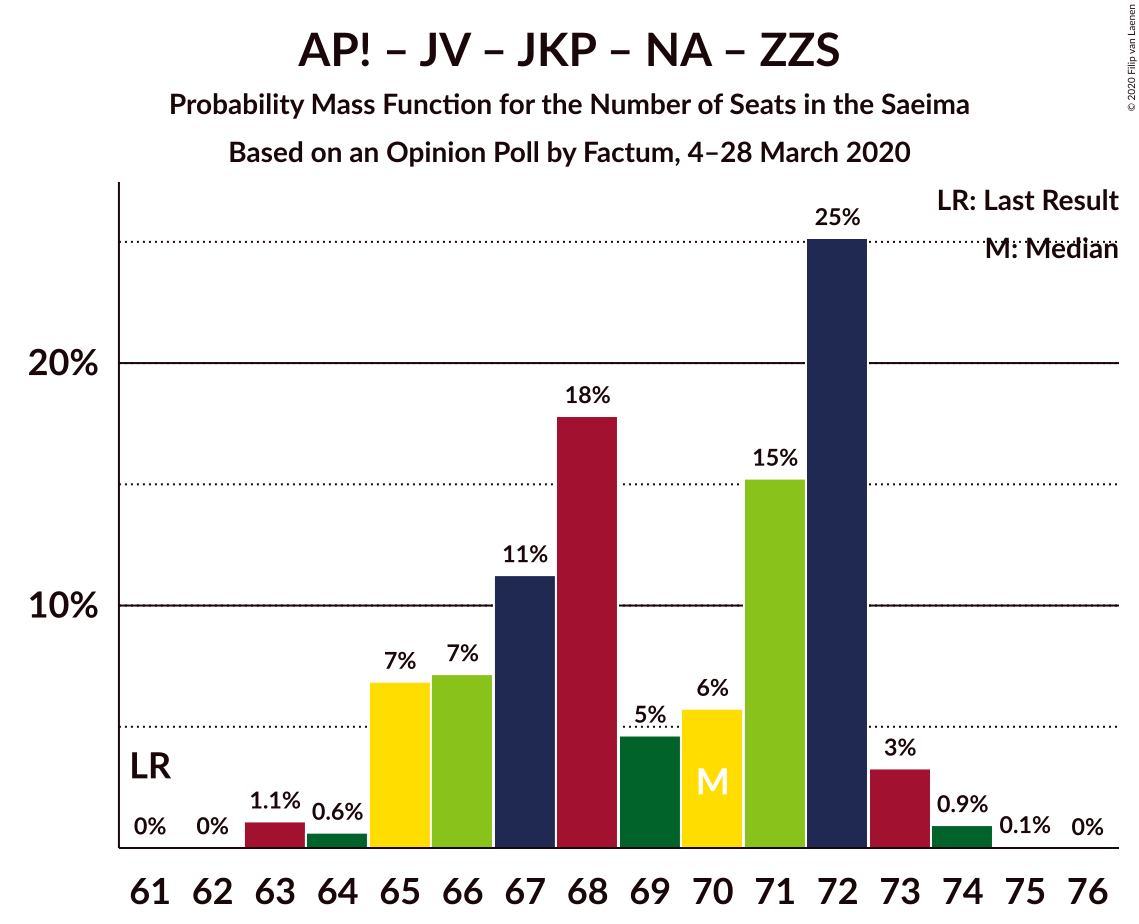 AP! – JV – JKP – NA – ZZS
Probability Mass Function for the Number of Seats in the Saeima
Based on an Opinion Poll by Factum, 4–28 March 2020
© 2020 Filip van Laenen
LR: Last Result
M: Median
20%
10%
LR
0%
0%
1.1%
0.6%
7%
7%
11%
18%
5%
6%
M
15%
25%
3%
0.9%
0.1%
0%
61 62 63 64 65 66 67 68 69 70 71 72 73 74 75 76